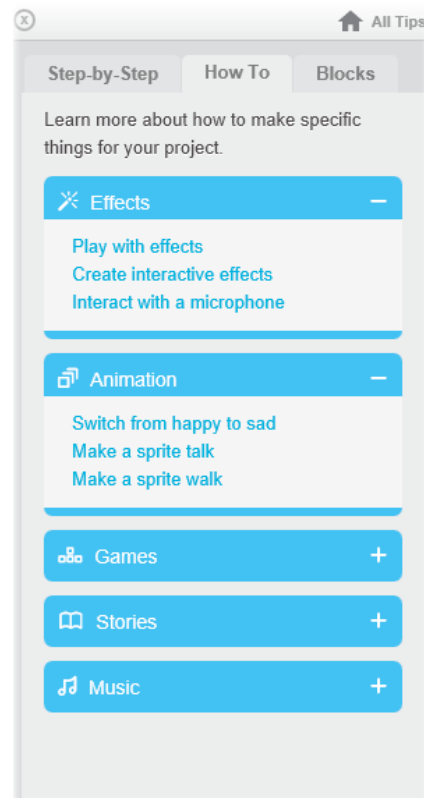 All Tips
Step-by-Step How To Blocks
Learn more about how to make specific
things for your project.
Effects
Play with effects
Create interactive effects
Interact with a microphone
Animation
Switch from happy to sad
Make a sprite talk
Make a sprite walk
Games
Stories
Music